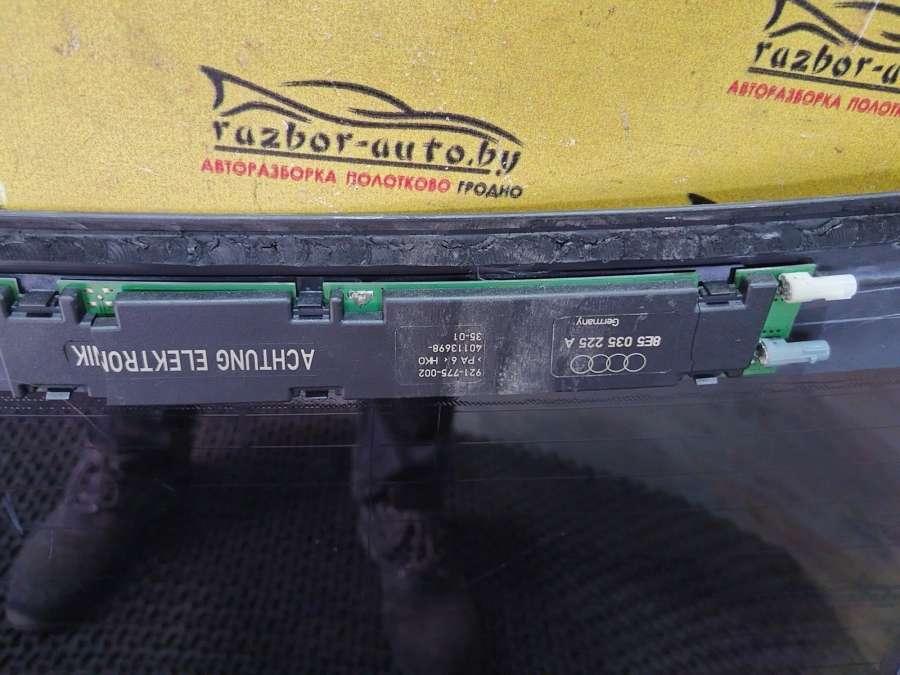 razbor-auto.by
АВТОРАЗБОРКА ПОЛОТКОВО ГРОДНО
razbor-a
АВТОРАЗБОРКА ПОЛОТК
8E5 035 225 A
Germany
921-775-002
>PA 6< HKO
40113698-
35-01
ACHTUNG ELEKTRONIK